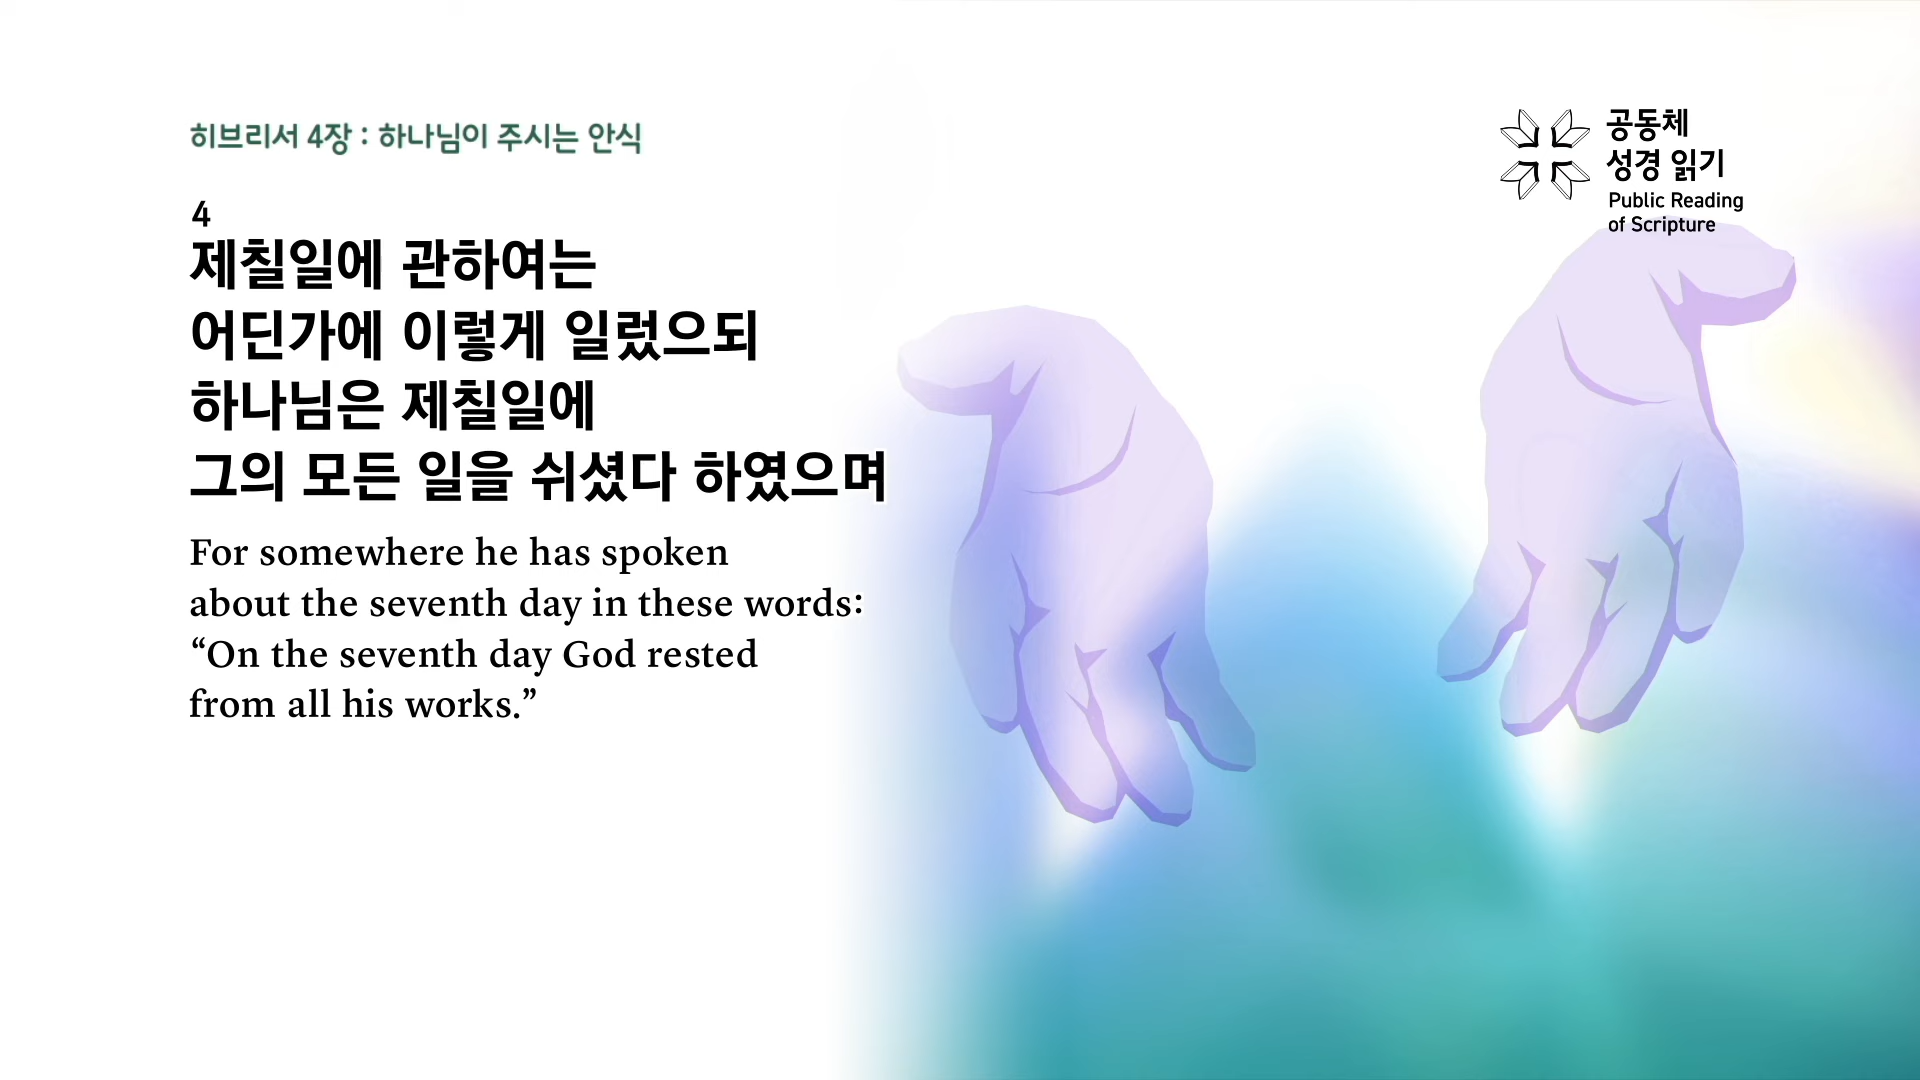 히브리서 4장 : 하나님이 주시는 안식
공동체
성경 읽기
Public Reading
of Scripture
4
제칠일에 관하여는
어딘가에 이렇게 일렀으되
하나님은 제칠일에
그의 모든 일을 쉬셨다 하였으며
For somewhere he has spoken
about the seventh day in these words:
“On the seventh day God rested
from all his works.”